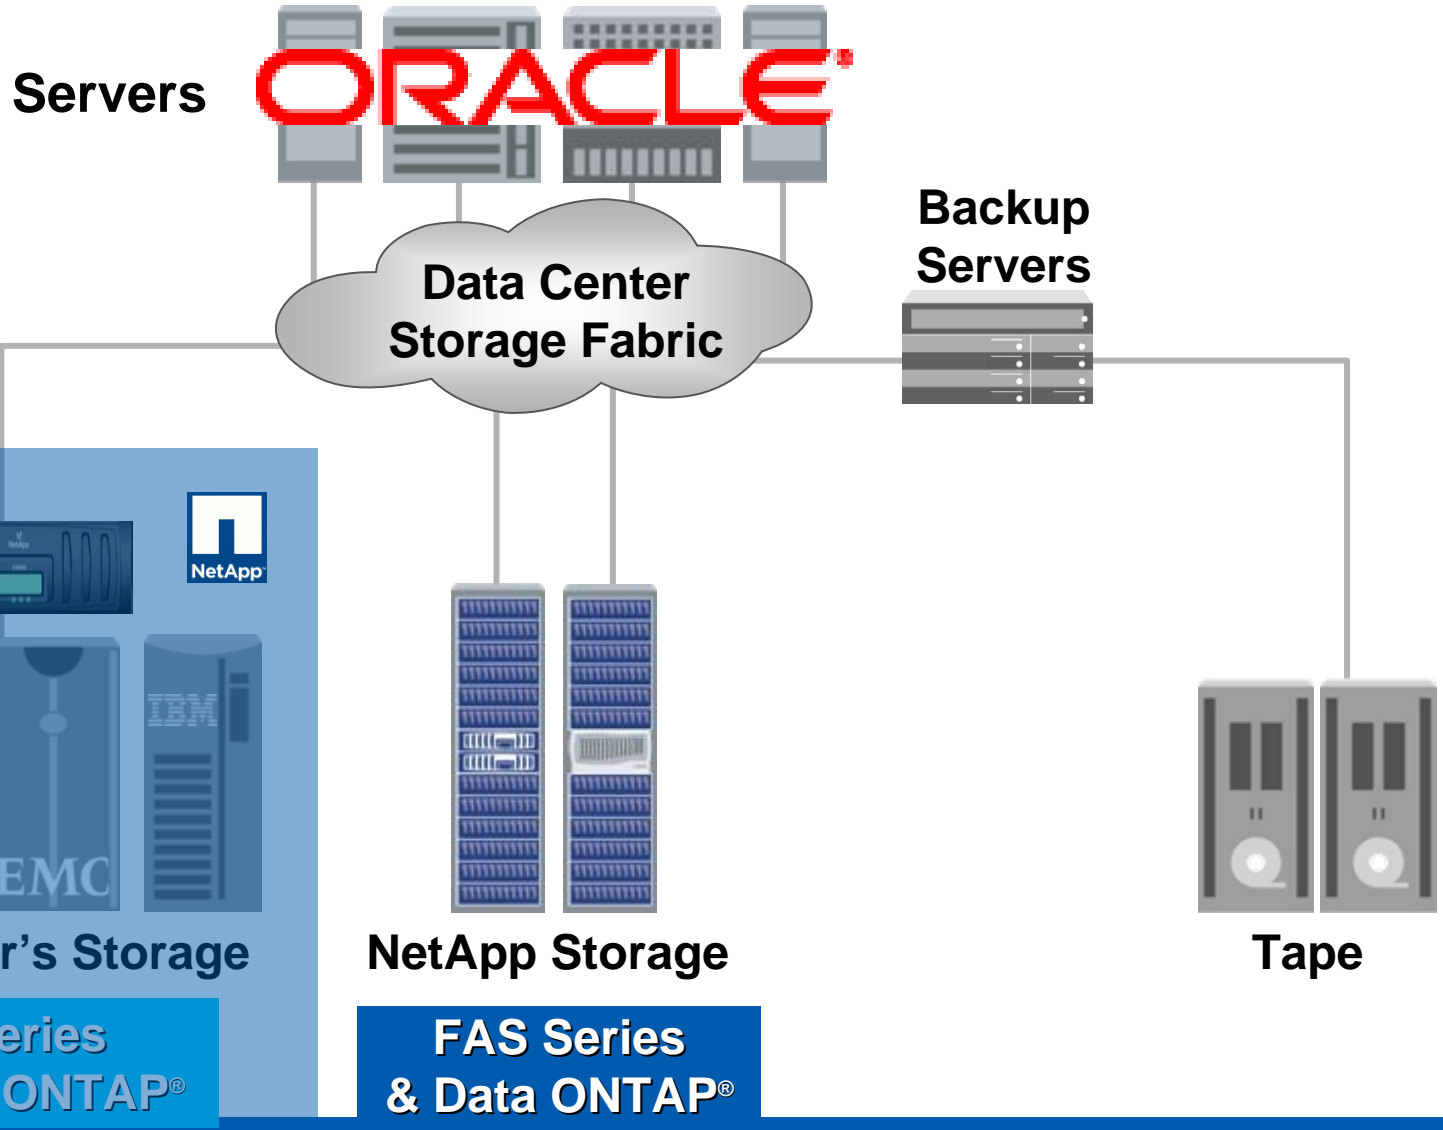 Servers
ORACLE®
Backup
Servers
Data Center
Storage Fabric
NetApp
NetApp™
IBM
EMC
r’s Storage
NetApp Storage
Tape
eries
ONTAP®
FAS Series
& Data ONTAP®